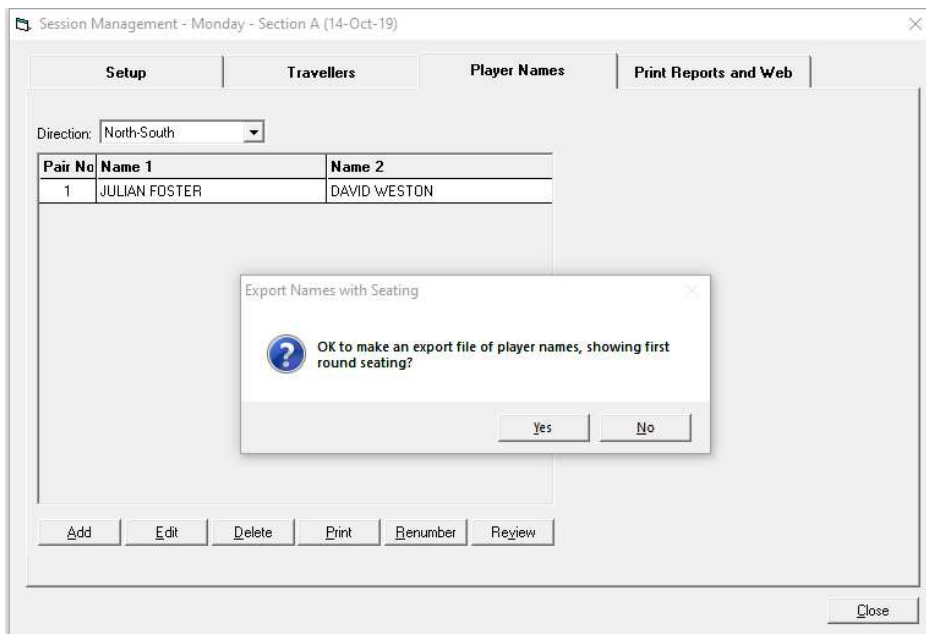 Session Management - Monday - Section A (14-Oct-19)
Setup
Travellers
Player Names
Print Reports and Web
Direction: North-South
Pair No Name 1 Name 2
1 JULIAN FOSTER DAVID WESTON
Export Names with Seating
OK to make an export file of player names, showing first
round seating?
Yes No
Add Edit Delete Print Renumber Review
Close